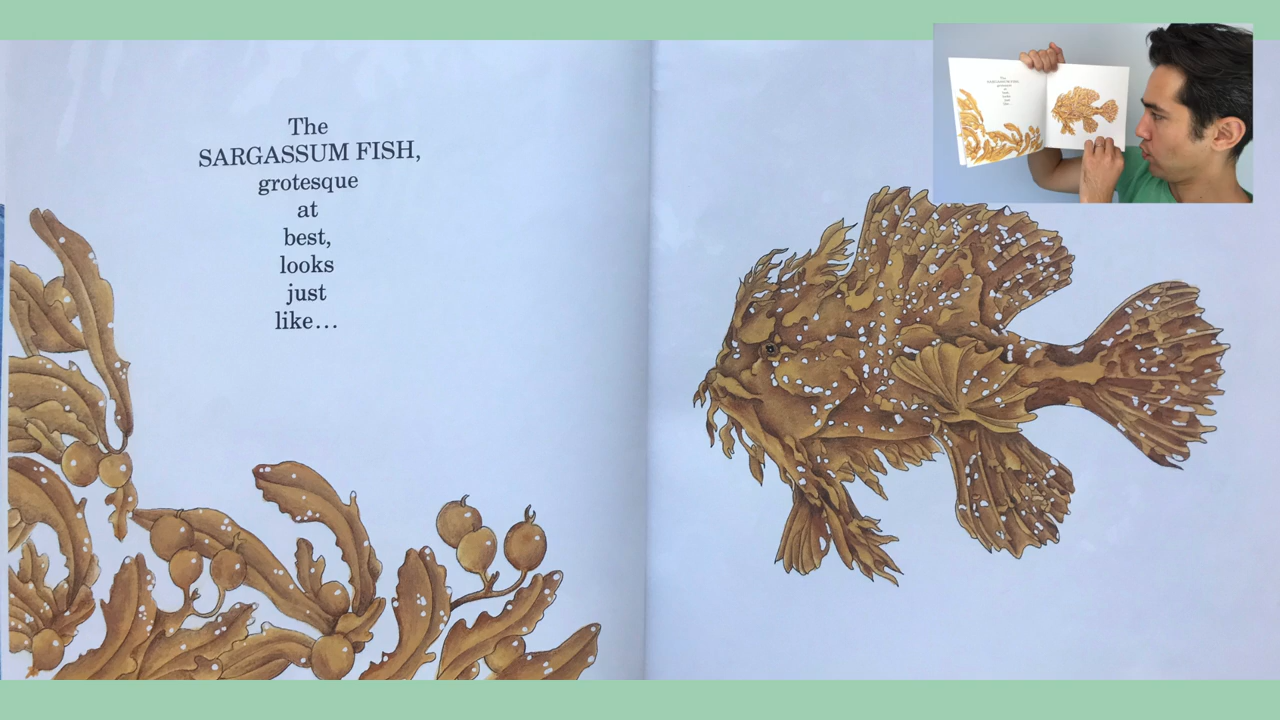 The
SARGASSUM FISH,
grotesque
at
best,
looks
just
like...